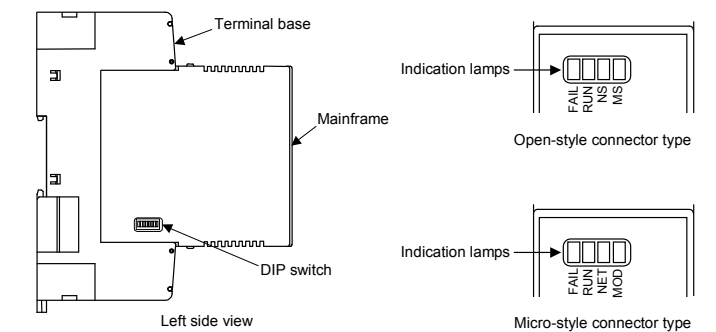 Terminal base
Mainframe
DIP switch
Left side view
Indication lamps
FAIL
RUN
NS
MS
Open-style connector type
Indication lamps
FAIL
RUN
NET
MOD
Micro-style connector type